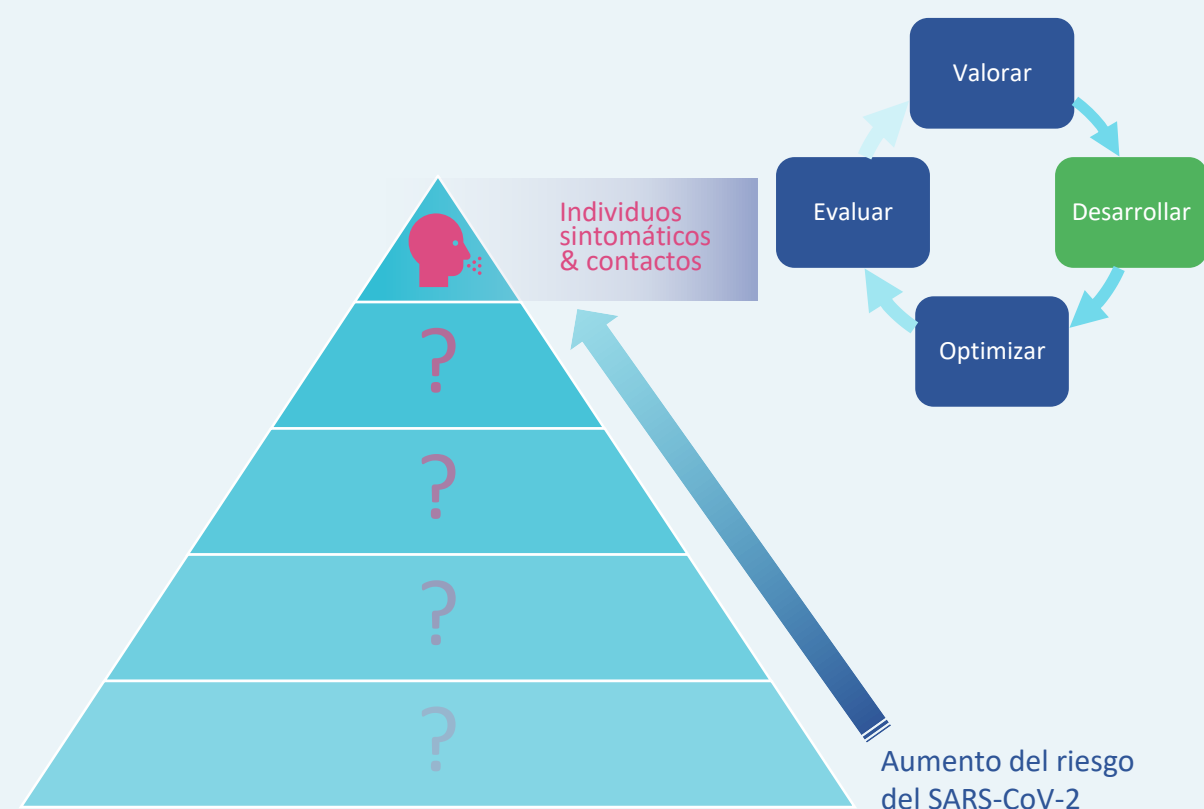 Valorar
Evaluar
Desarrollar
Optimizar
Individuos
sintomáticos
& contactos
?
?
?
?
Aumento del riesgo
del SARS-CoV-2